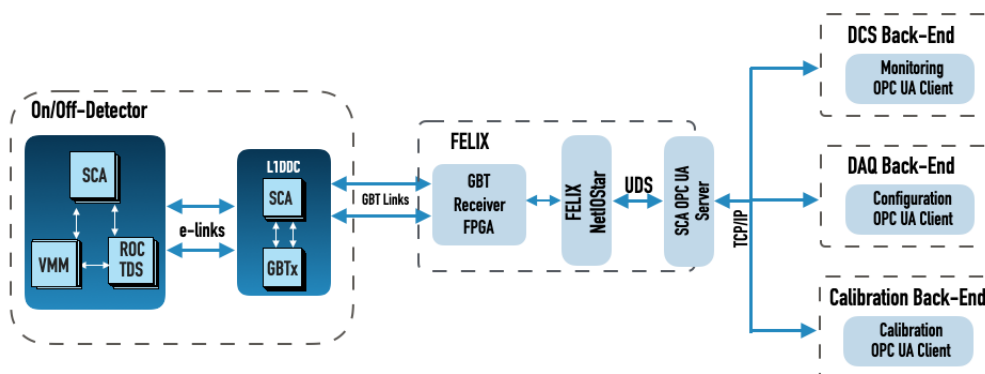 On/Off-Detector
SCA
VMM
ROC
TDS
e-links
L1DDC
SCA
GBTx
GBT Links
FELIX
GBT
Receiver
FPGA
FELIX
NetIOStar
UDS
SCA OPC UA
Server
TCP/IP
DCS Back-End
Monitoring
OPC UA Client
DAQ Back-End
Configuration
OPC UA Client
Calibration Back-End
Calibration
OPC UA Client